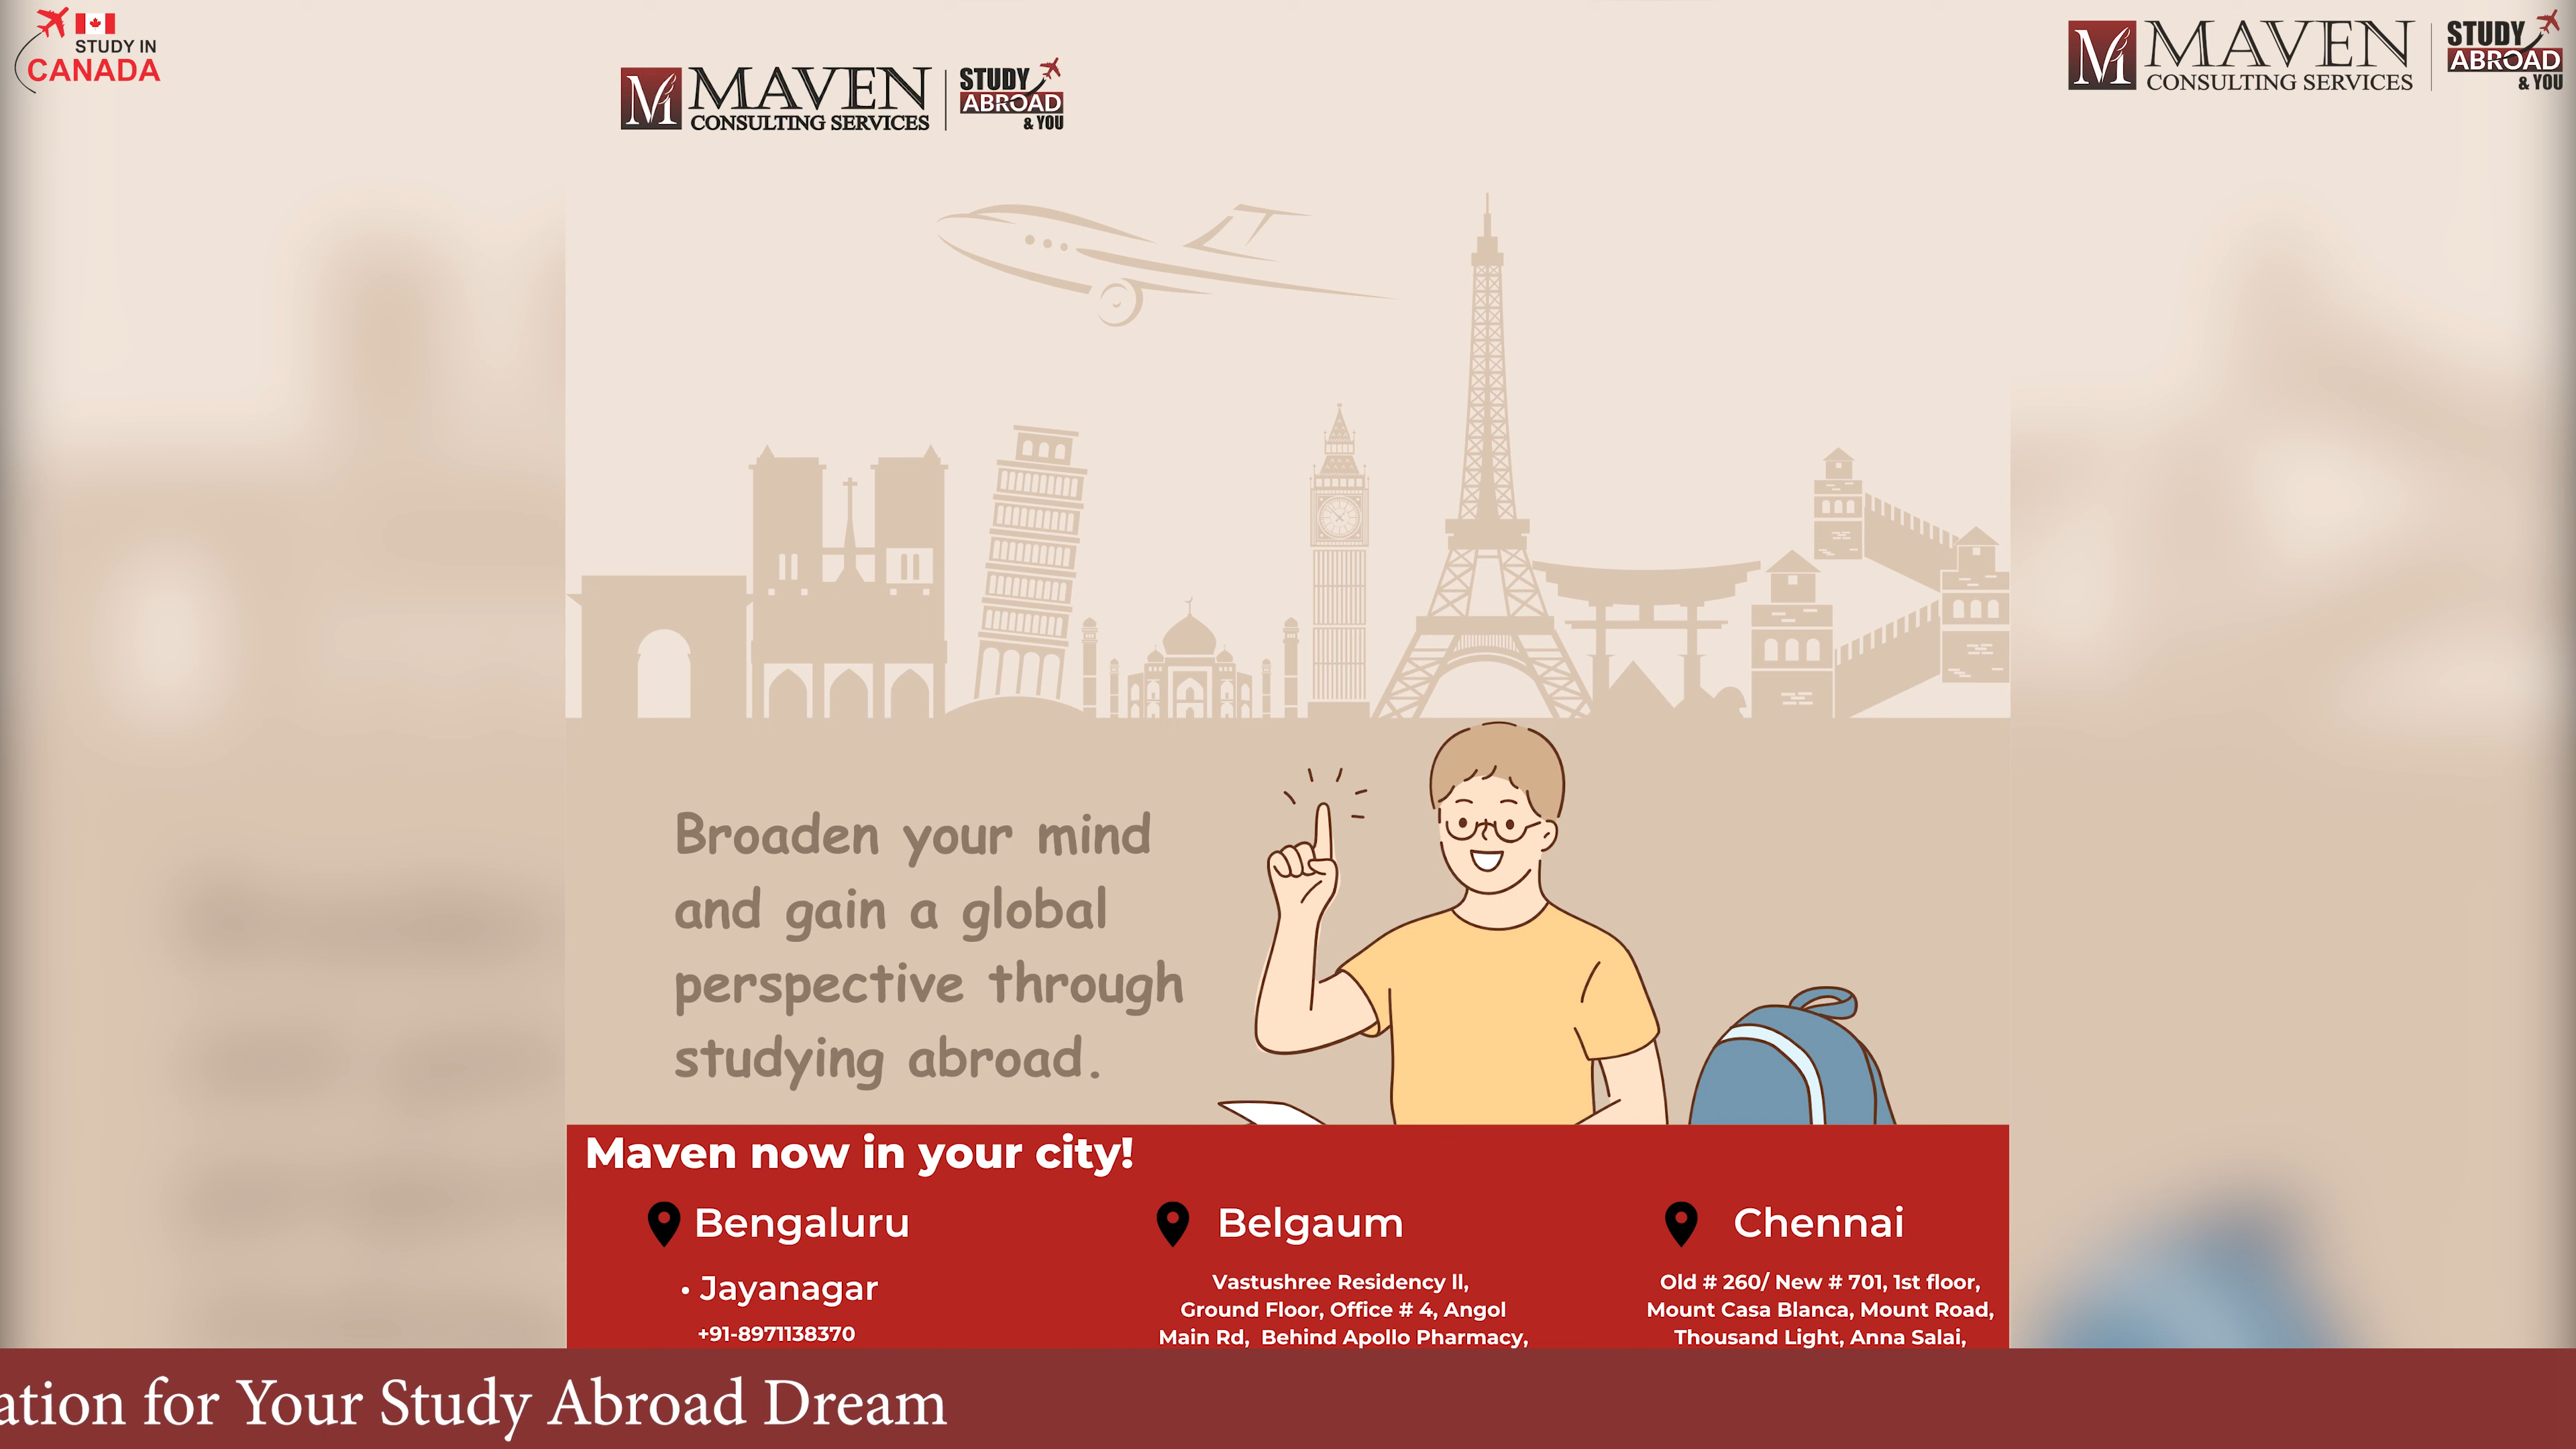 STUDY IN
CANADA
M MAVEN
CONSULTING SERVICES
STUDY
ABROAD
& YOU
M MAVEN
CONSULTING SERVICES
STUDY
ABROAD
& YOU
Broaden your mind
and gain a global
perspective through
studying abroad.
Maven now in your city!
Bengaluru
• Jayanagar
+91-8971138370
Belgaum
Vastushree Residency ll,
Ground Floor, Office # 4, Angol
Main Rd, Behind Apollo Pharmacy,
Chennai
Old # 260/ New # 701, 1st floor,
Mount Casa Blanca, Mount Road,
Thousand Light, Anna Salai,
ation for Your Study Abroad Dream